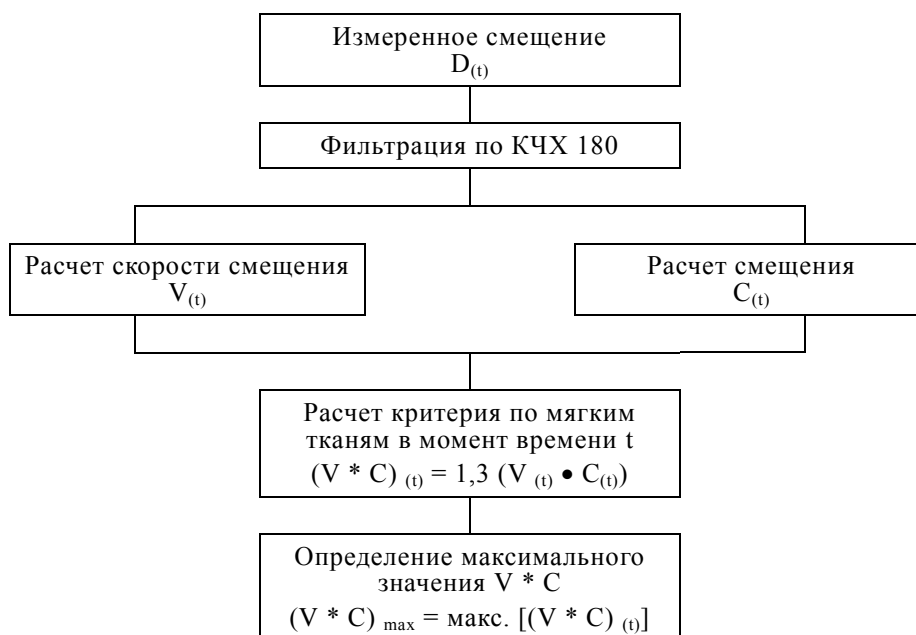 Измеренное смещение
D(t)
Фильтрация по КЧХ 180
Расчет скорости смещения
V(t)
Расчет смещения
C(t)
Расчет критерия по мягким
тканям в момент времени t
(V * C) (t) = 1,3 (V (t) • C(t))
Определение максимального
значения V * C
(V * C) max = макс. [(V * C) (t)]